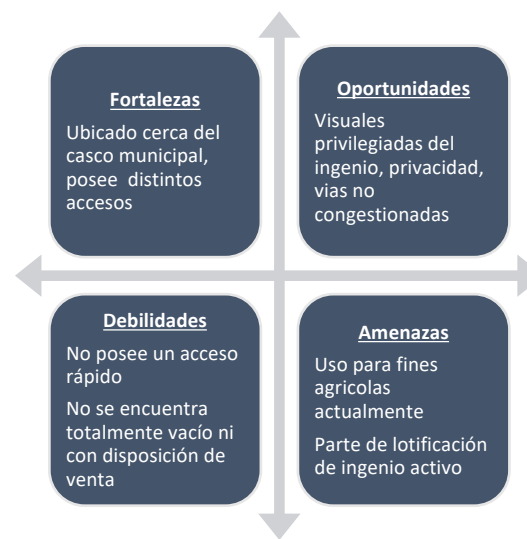 Fortalezas
Ubicado cerca del
casco municipal,
posee distintos
accesos
Oportunidades
Visuales
privilegiadas del
ingenio, privacidad,
vias no
congestionadas
Debilidades
No posee un acceso
rápido
No se encuentra
totalmente vacío ni
con disposición de
venta
Amenazas
Uso para fines
agricolas
actualmente
Parte de lotificación
de ingenio activo